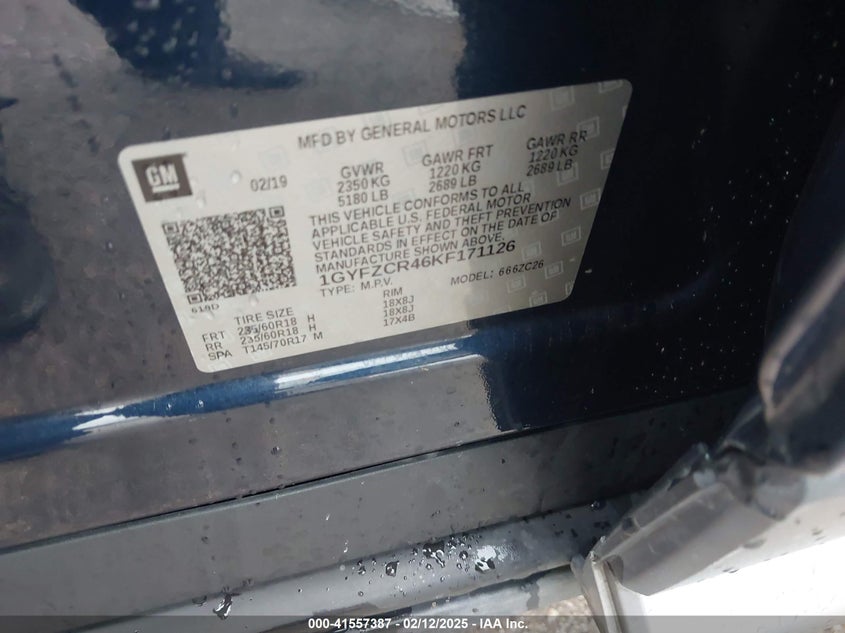 MFD BY GENERAL MOTORS LLC
GM
02/19
GVWR GAWR FRT GAWR RR
2350 KG 1220 KG 1220 KG
5180 LB 2689 LB 2689 LB
THIS VEHICLE CONFORMS TO ALL
APPLICABLE U.S. FEDERAL MOTOR
VEHICLE SAFETY AND THEFT PREVENTION
STANDARDS IN EFFECT ON THE DATE OF
MANUFACTURE SHOWN ABOVE.
1GYFZCR46KF171126
TYPE: M.P.V. MODEL: 666ZC26
TIRE SIZE RIM
FRT 235/60R18 H 18X8J
RR 235/60R18 H 18X8J
SPA T145/70R17 M 17X4B
000-41557387 - 02/12/2025 - IAA Inc.